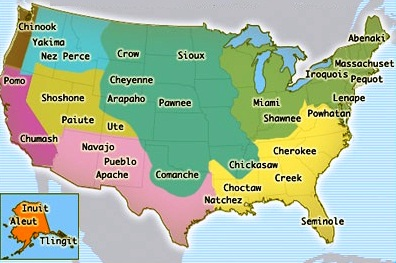 Chinook
Yakima
Nez Perce
Crow
Sioux
Abenaki
Massachuset
Iroquois
Pequot
Pomo
Cheyenne
Shoshone
Arapaho
Pawnee
Miami
Lenape
Powhatan
Shawnee
Paiute
Ute
Chumash
Navajo
Pueblo
Apache
Comanche
Cherokee
Chickasaw
Creek
Choctaw
Natchez
Seminole
Inuit
Aleut
Tlingit